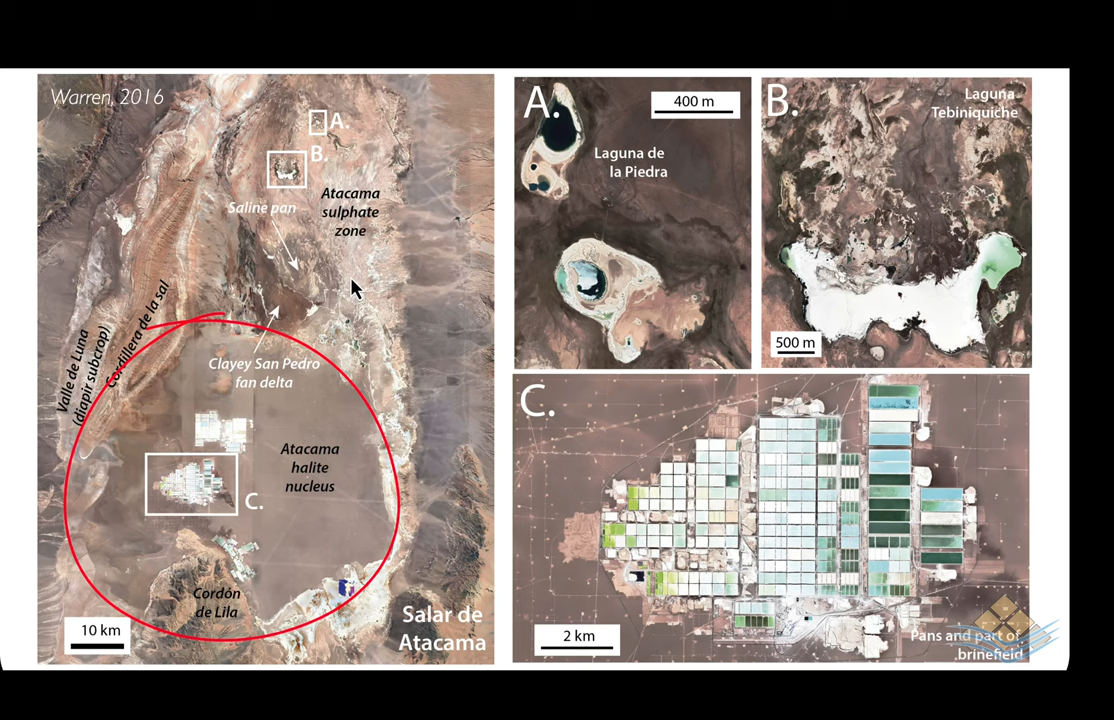 Warren, 2016
A.
B.
Saline pan
Atacama
sulphate
zone
Valle de Luna
(diapir subcrop)
Cordillera de la sal
Clayey San Pedro
fan delta
Atacama
halite
nucleus
C.
Cordón
de Lila
10 km
Salar de
Atacama
A.
400 m
Laguna de
la Piedra
B.
Laguna
Tebiniquiche
500 m
C.
2 km
Pans and part of
brinefield